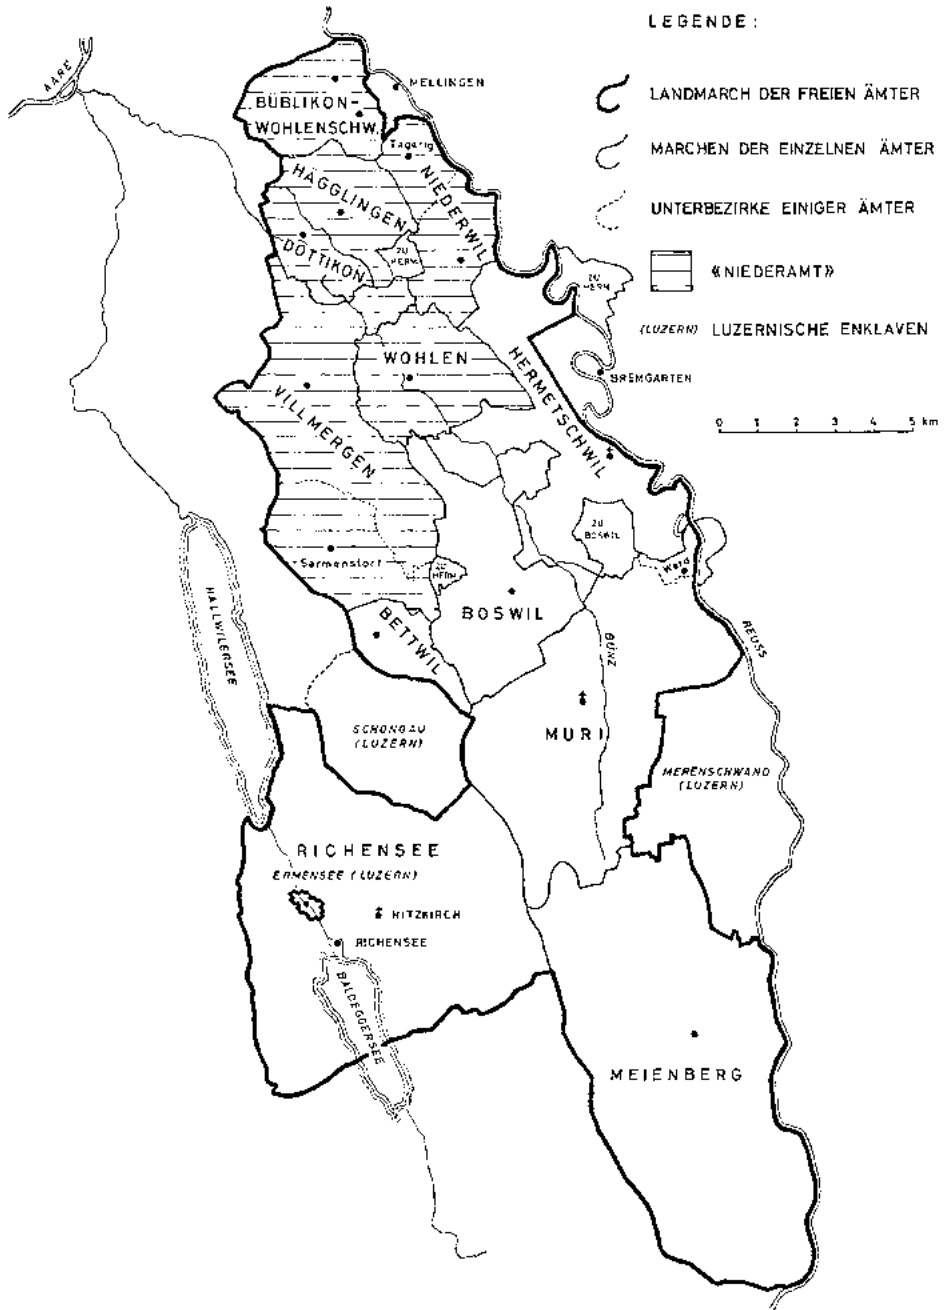 LEGENDE:
LANDMARCH DER FREIEN ÄMTER
MARCHEN DER EINZELNEN ÄMTER
UNTERBEZIRKE EINIGER ÄMTER
«NIEDERAMT»
(LUZERN) LUZERNISCHE ENKLAVEN
0 1 2 3 4 5 km
AARE
MELLINGEN
BÜBLIKON-
WOHLENSCHW.
Tägerig
HÄGGLINGEN
NIEDERWIL
DOTTIKON
ZU
HERM.
ZU
HERM.
WOHLEN
HERMETSCHWIL
BREMGARTEN
VILLMERGEN
ZU
BOSWIL
Sarmenstorf
ZU
HERM.
Werd
HALLWILERSEE
BETTWIL
BOSWIL
BÜNZ
REUSS
SCHONGAU
(LUZERN)
MURI
MERENSCHWAND
(LUZERN)
RICHENSEE
ERMENSEE (LUZERN)
HITZKIRCH
RICHENSEE
BALDEGGERSEE
MEIENBERG